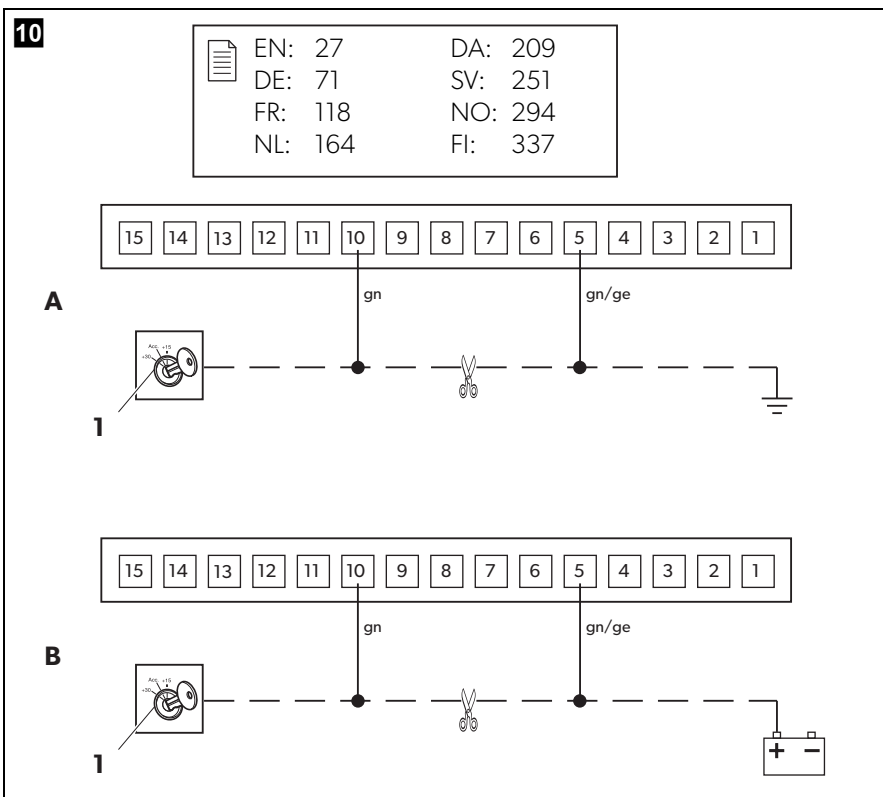 10
EN: 27 DA: 209
DE: 71 SV: 251
FR: 118 NO: 294
NL: 164 FI: 337
15 14 13 12 11 10 9 8 7 6 5 4 3 2 1
A
gn gn/ge
Acc. +15
+30
1
15 14 13 12 11 10 9 8 7 6 5 4 3 2 1
B
gn gn/ge
Acc. +15
+30
1
+ −